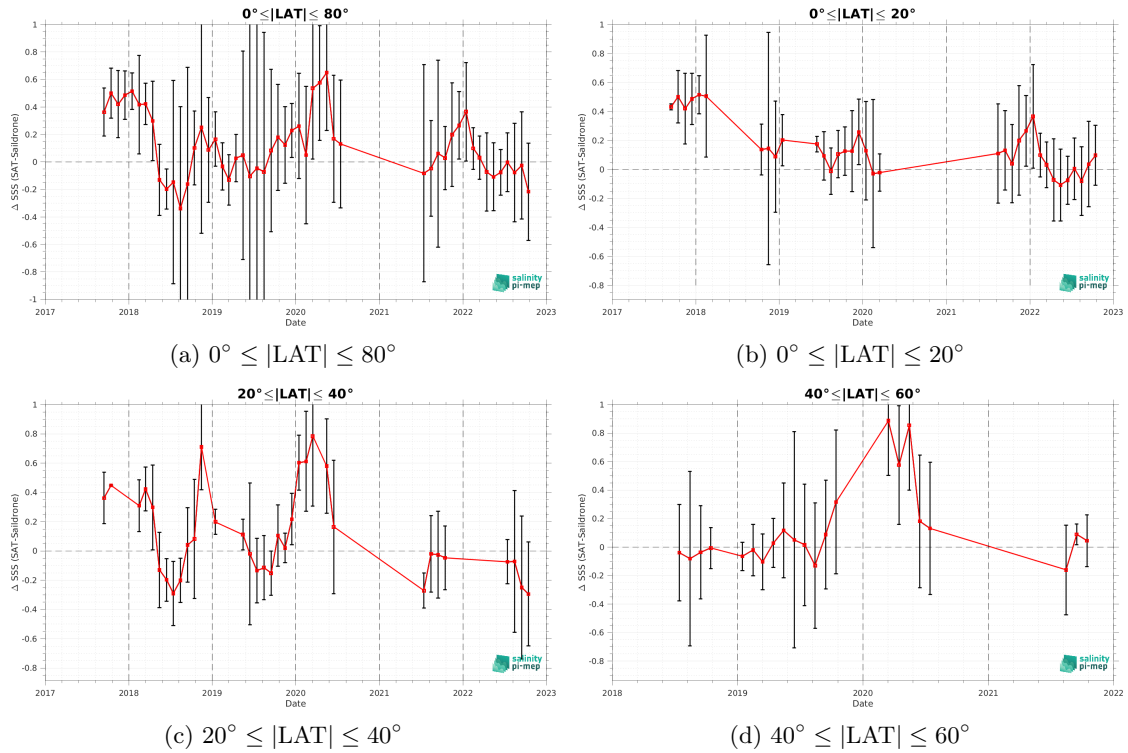 0°≤|LAT|≤ 80°
1
0.8
0.6
0.4
0.2
0
-0.2
-0.4
-0.6
-0.8
-1
Δ SSS (SAT-Saildrone)
salinity
pi-mep
2017 2018 2019 2020 2021 2022 2023
Date
(a) 0° ≤ |LAT| ≤ 80°
0°≤|LAT|≤ 20°
1
0.8
0.6
0.4
0.2
0
-0.2
-0.4
-0.6
-0.8
Δ SSS (SAT-Saildrone)
salinity
pi-mep
2017 2018 2019 2020 2021 2022 2023
Date
(b) 0° ≤ |LAT| ≤ 20°
20°≤|LAT|≤ 40°
1
0.8
0.6
0.4
0.2
0
-0.2
-0.4
-0.6
-0.8
Δ SSS (SAT-Saildrone)
salinity
pi-mep
2017 2018 2019 2020 2021 2022 2023
Date
(c) 20° ≤ |LAT| ≤ 40°
40°≤|LAT|≤ 60°
1
0.8
0.6
0.4
0.2
0
-0.2
-0.4
-0.6
-0.8
Δ SSS (SAT-Saildrone)
salinity
pi-mep
2018 2019 2020 2021 2022
Date
(d) 40° ≤ |LAT| ≤ 60°